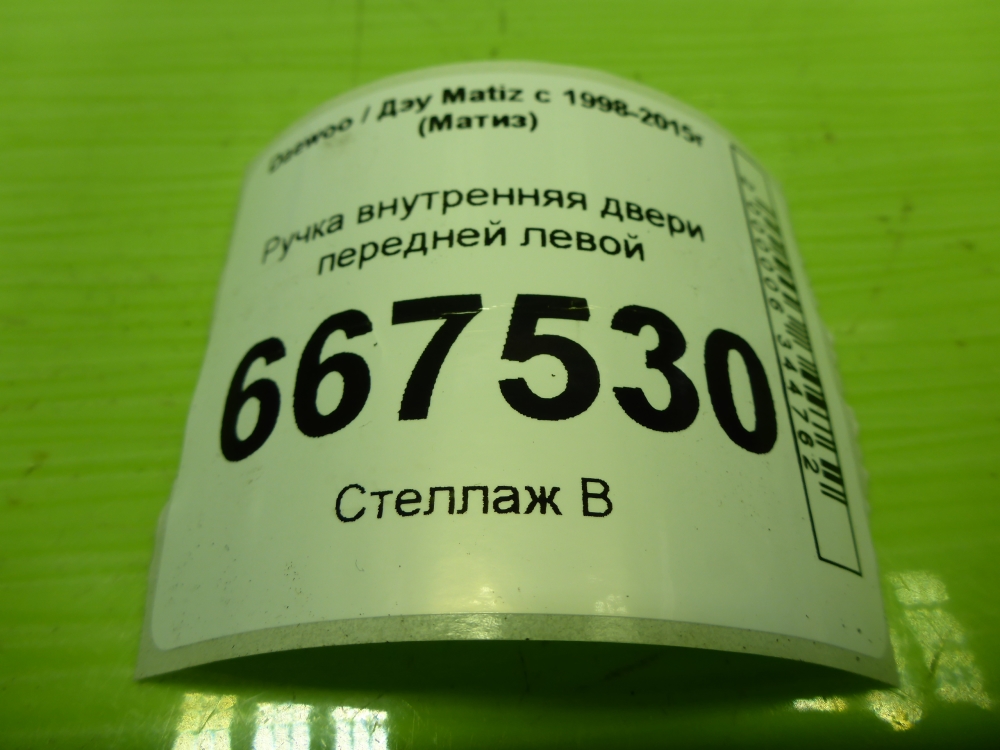 Daewoo / Дэу Matiz с 1998-2015г
(Матиз)
Ручка внутренняя двери
передней левой
667530
Стеллаж В